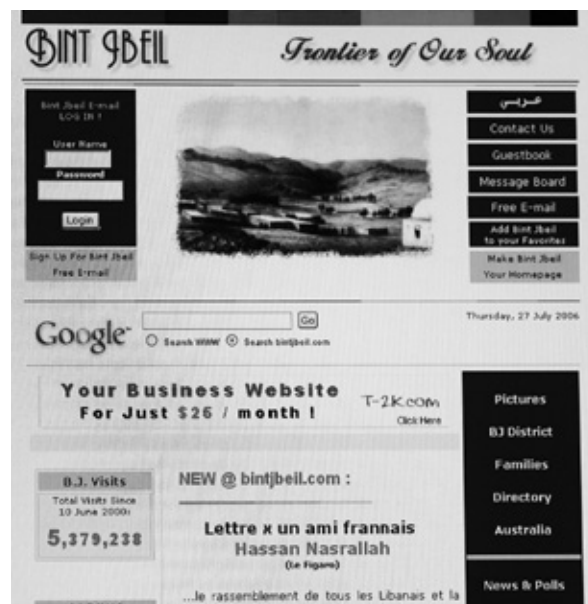 BINT JBEIL
Frontier of Our Soul
Bint Jbeil E-mail
LOG IN !
User Name
Password
Login
Sign Up For Bint Jbeil
Free E-mail
عربي
Contact Us
Guestbook
Message Board
Free E-mail
Add Bint Jbeil
to your Favorites
Make Bint Jbeil
Your Homepage
Google
Go
Search WWW Search bintjbeil.com
Thursday, 27 July 2006
Your Business Website
For Just $25 / month !
T-2K.com
Click Here
Pictures
BJ District
Families
Directory
Australia
News & Polls
B.J. Visits
Total Visits Since
10 June 2000:
5,379,238
NEW @ bintjbeil.com :
Lettre x un ami frannais
Hassan Nasrallah
(Le Figaro)
...le rassemblement de tous les Libanais et la